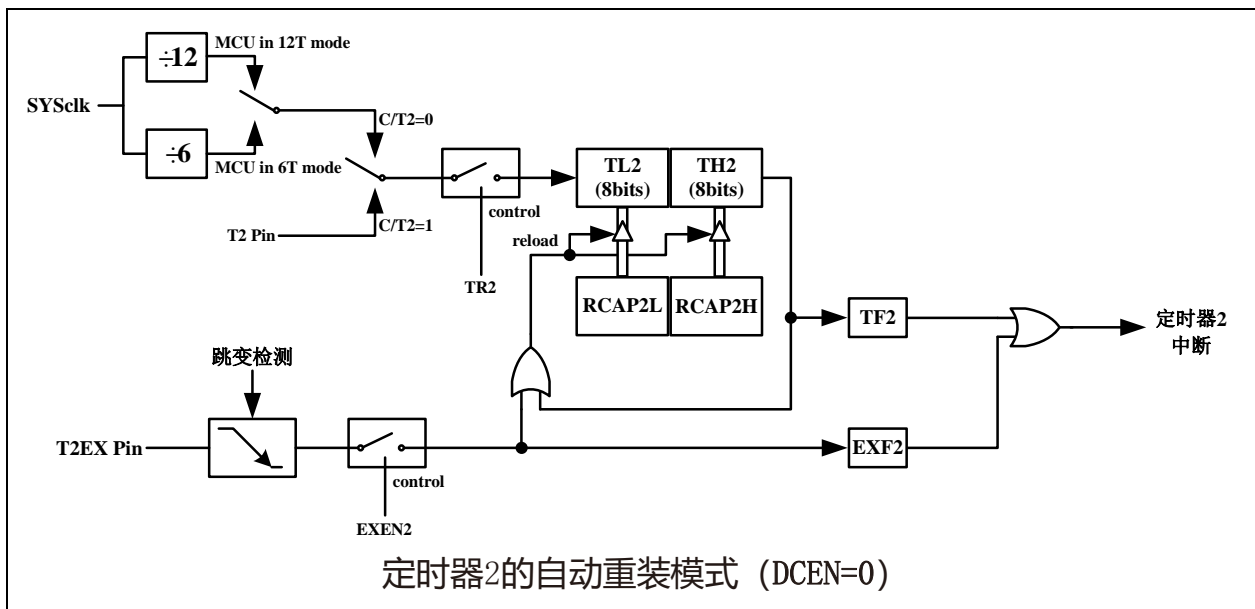 ÷12
MCU in 12T mode
SYSclk
C/T2=0
÷6
MCU in 6T mode
TL2
(8bits)
TH2
(8bits)
control
C/T2=1
T2 Pin
reload
TR2
RCAP2L
RCAP2H
TF2
定时器2
中断
跳变检测
T2EX Pin
EXF2
control
EXEN2
定时器2的自动重装模式 (DCEN=0)